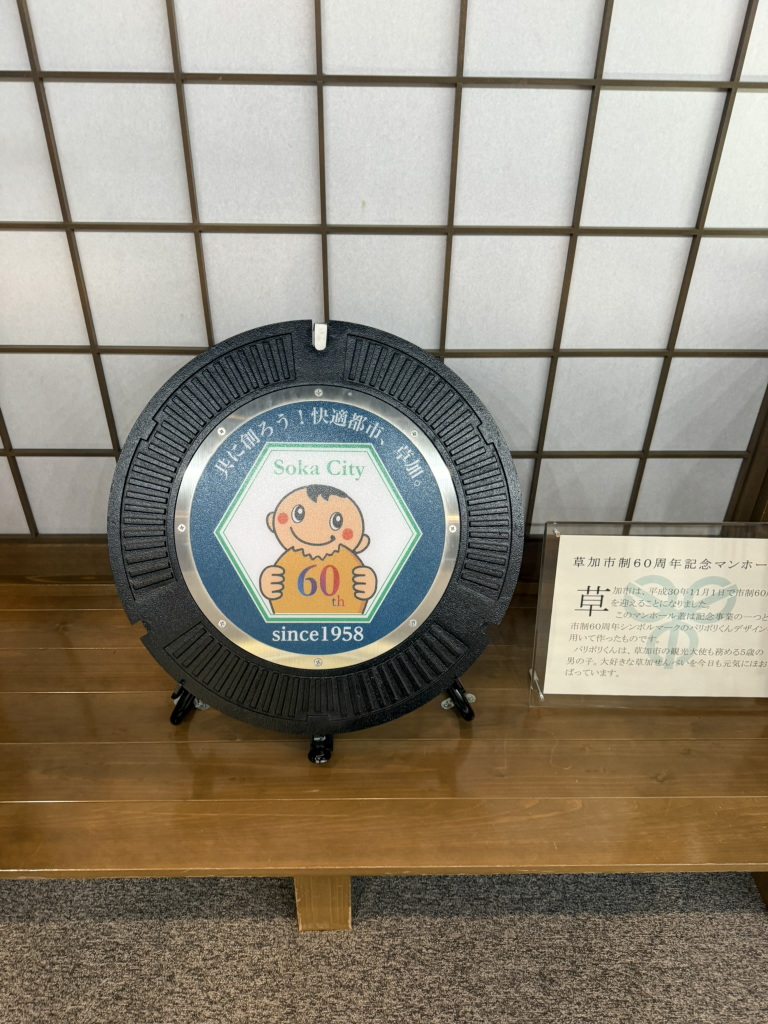 共に創ろう！快適都市、草加。
Soka City
60
th
since1958
草加市制60周年記念マンホー
草加市は、平成30年11月1日で市制60
を迎えることになりました。
このマンホール蓋は記念事業の一つと
市制60周年シンボルマークのパリポリくんデザイン
用いて作ったものです。
パリポリくんは、草加市の観光大使も務める5歳の
男の子。大好きな草加せんべいを今日も元気にほお
ばっています。